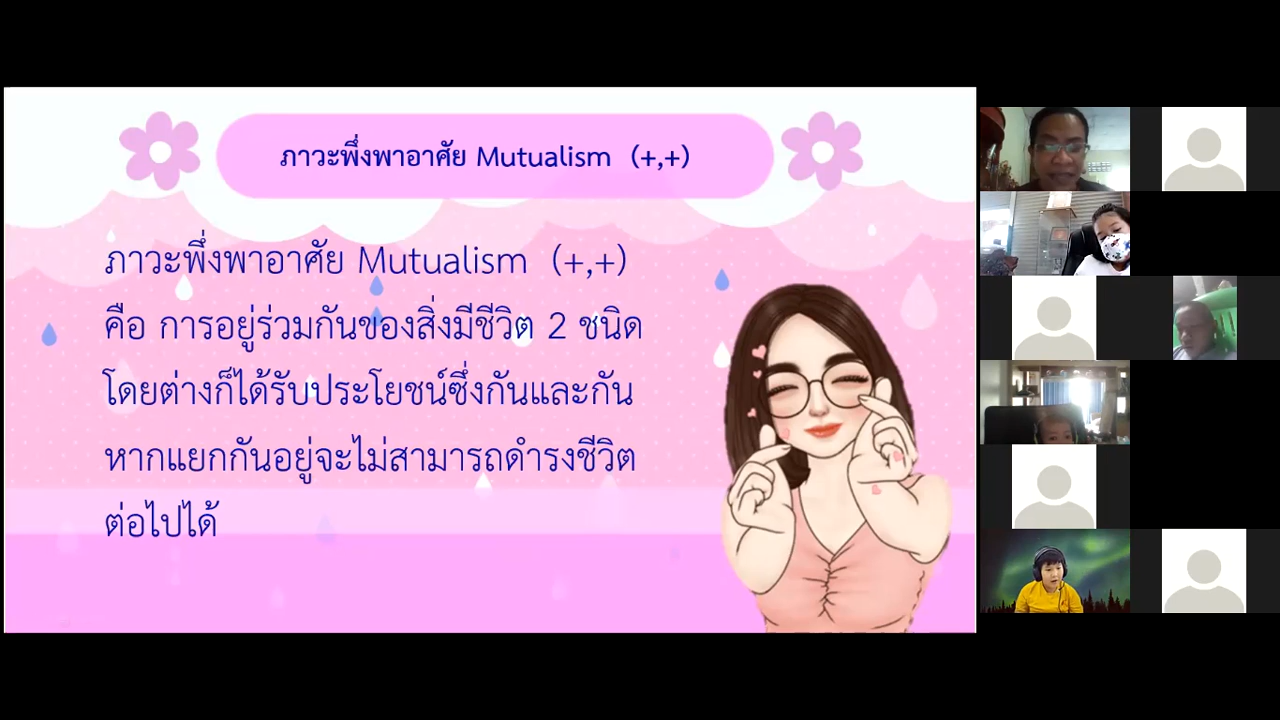 ภาวะพึ่งพาอาศัย Mutualism (+,+)
ภาวะพึ่งพาอาศัย Mutualism (+,+)
คือ การอยู่ร่วมกันของสิ่งมีชีวิต 2 ชนิด
โดยต่างก็ได้รับประโยชน์ซึ่งกันและกัน
หากแยกกันอยู่จะไม่สามารถดำรงชีวิต
ต่อไปได้